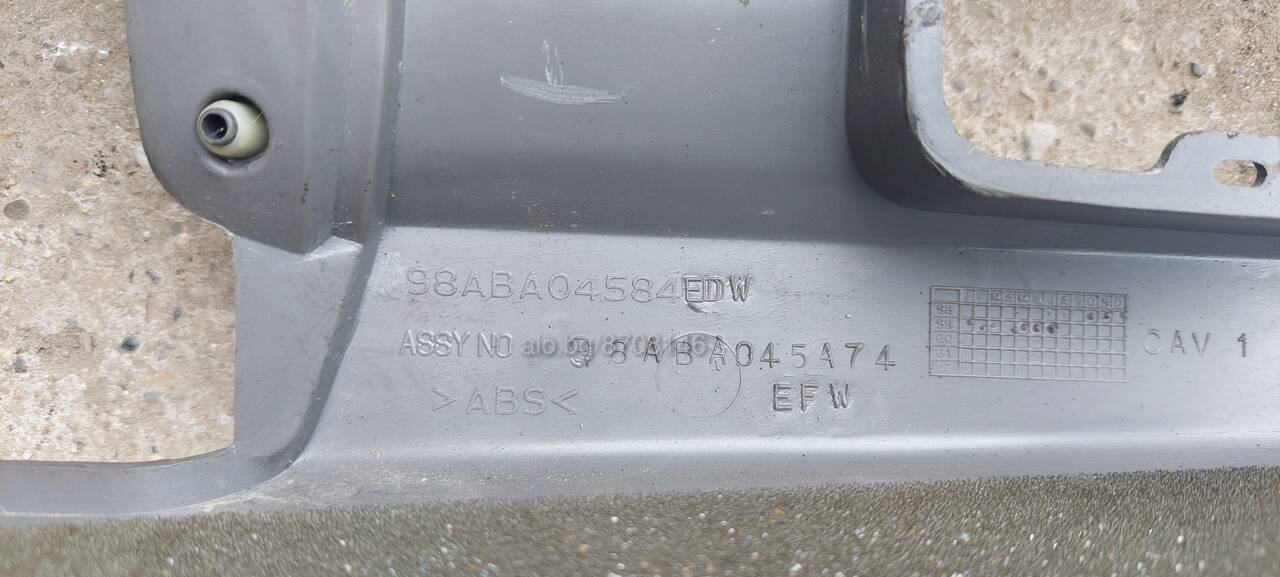 98ABA04584EDW
ASSY NO 98ABA045A74
EFW
>ABS<
CAV 1